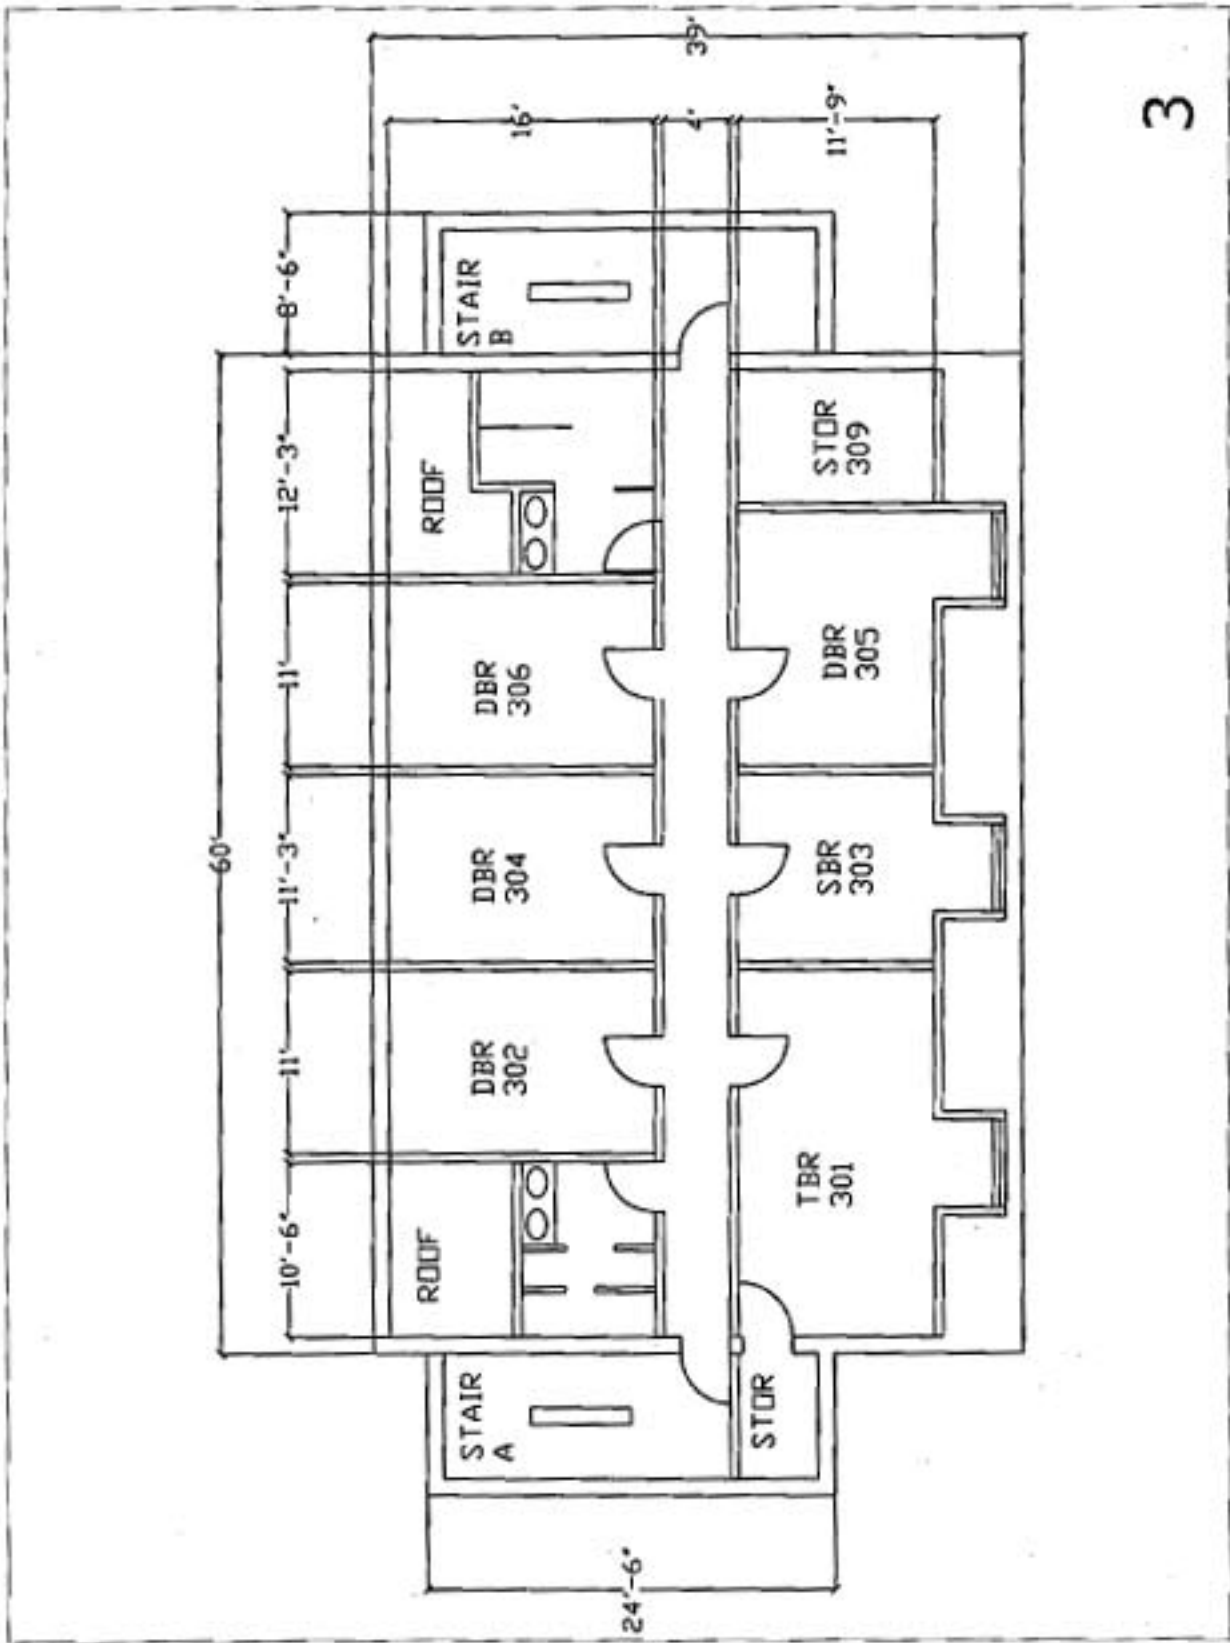 60'
10'-6"
11'
11'-3"
11'
12'-3"
8'-6"
39'
16'
4'
11'-9"
24'-6"
STAIR
A
ROOF
DBR
302
DBR
304
DBR
306
ROOF
STAIR
B
STOR
TBR
301
SBR
303
DBR
305
STOR
309
3